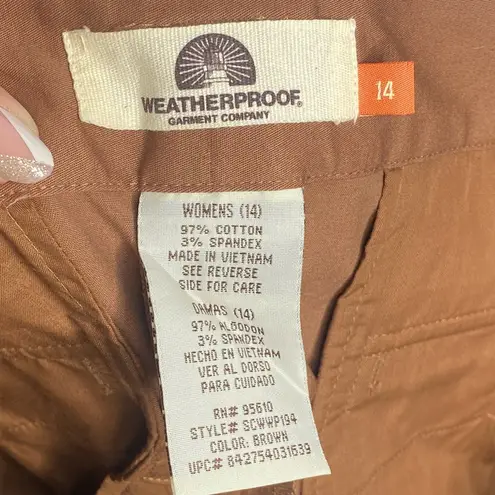 WEATHERPROOF®
GARMENT COMPANY
14
WOMENS (14)
97% COTTON
3% SPANDEX
MADE IN VIETNAM
SEE REVERSE
SIDE FOR CARE
DAMAS (14)
97% ALGODON
3% SPANDEX
HECHO EN VIETNAM
VER AL DORSO
PARA CUIDADO
RN# 95610
STYLE# SCWWP194
COLOR: BROWN
UPC# 842754031639